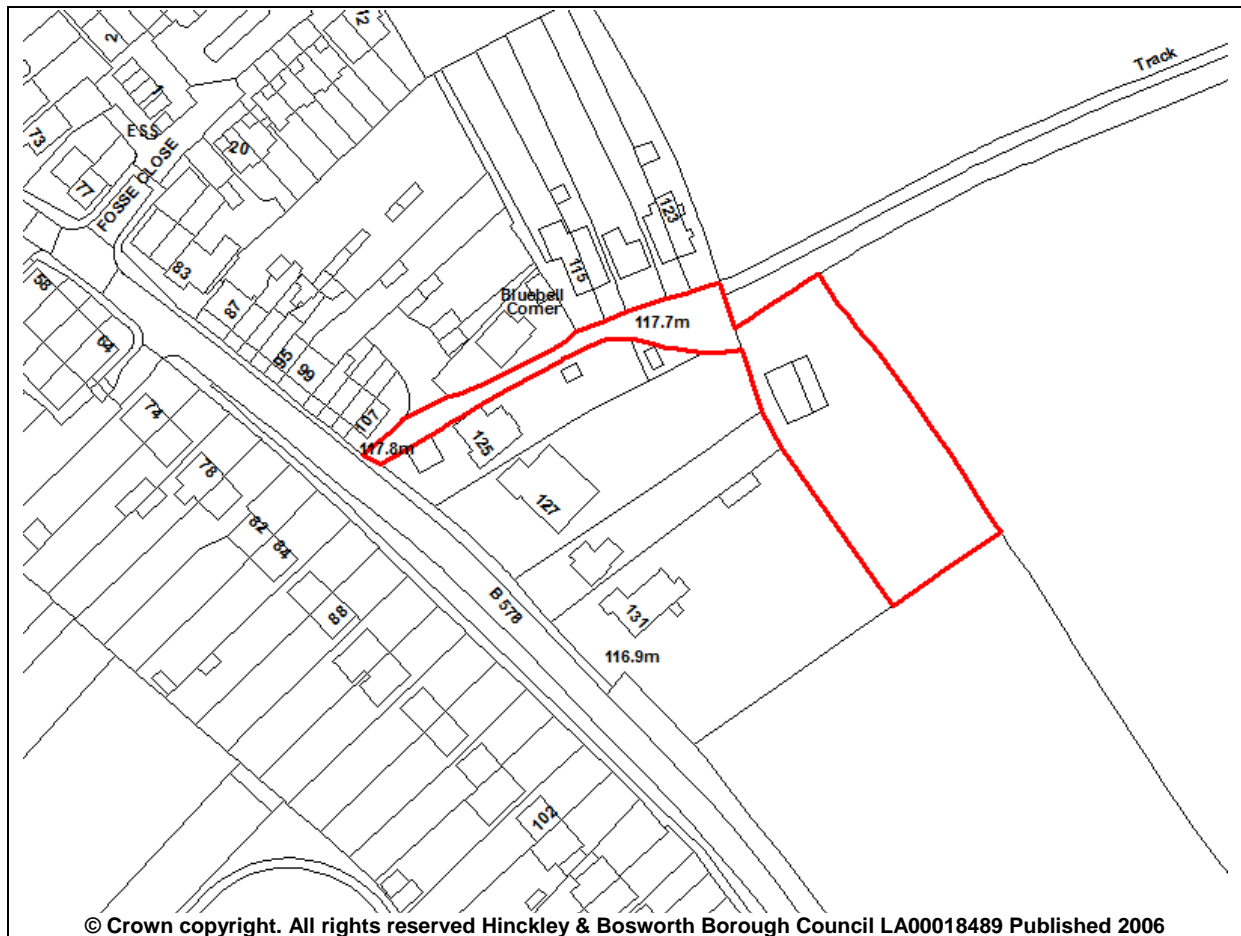 12
2
Track
1
73
ESS
20
77
FOSSE CLOSE
123
83
115
58
Bluebell
Corner
87
117.7m
64
95
99
74
107
117.8m
125
78
127
82
84
B 578
88
131
116.9m
102
© Crown copyright. All rights reserved Hinckley & Bosworth Borough Council LA00018489 Published 2006